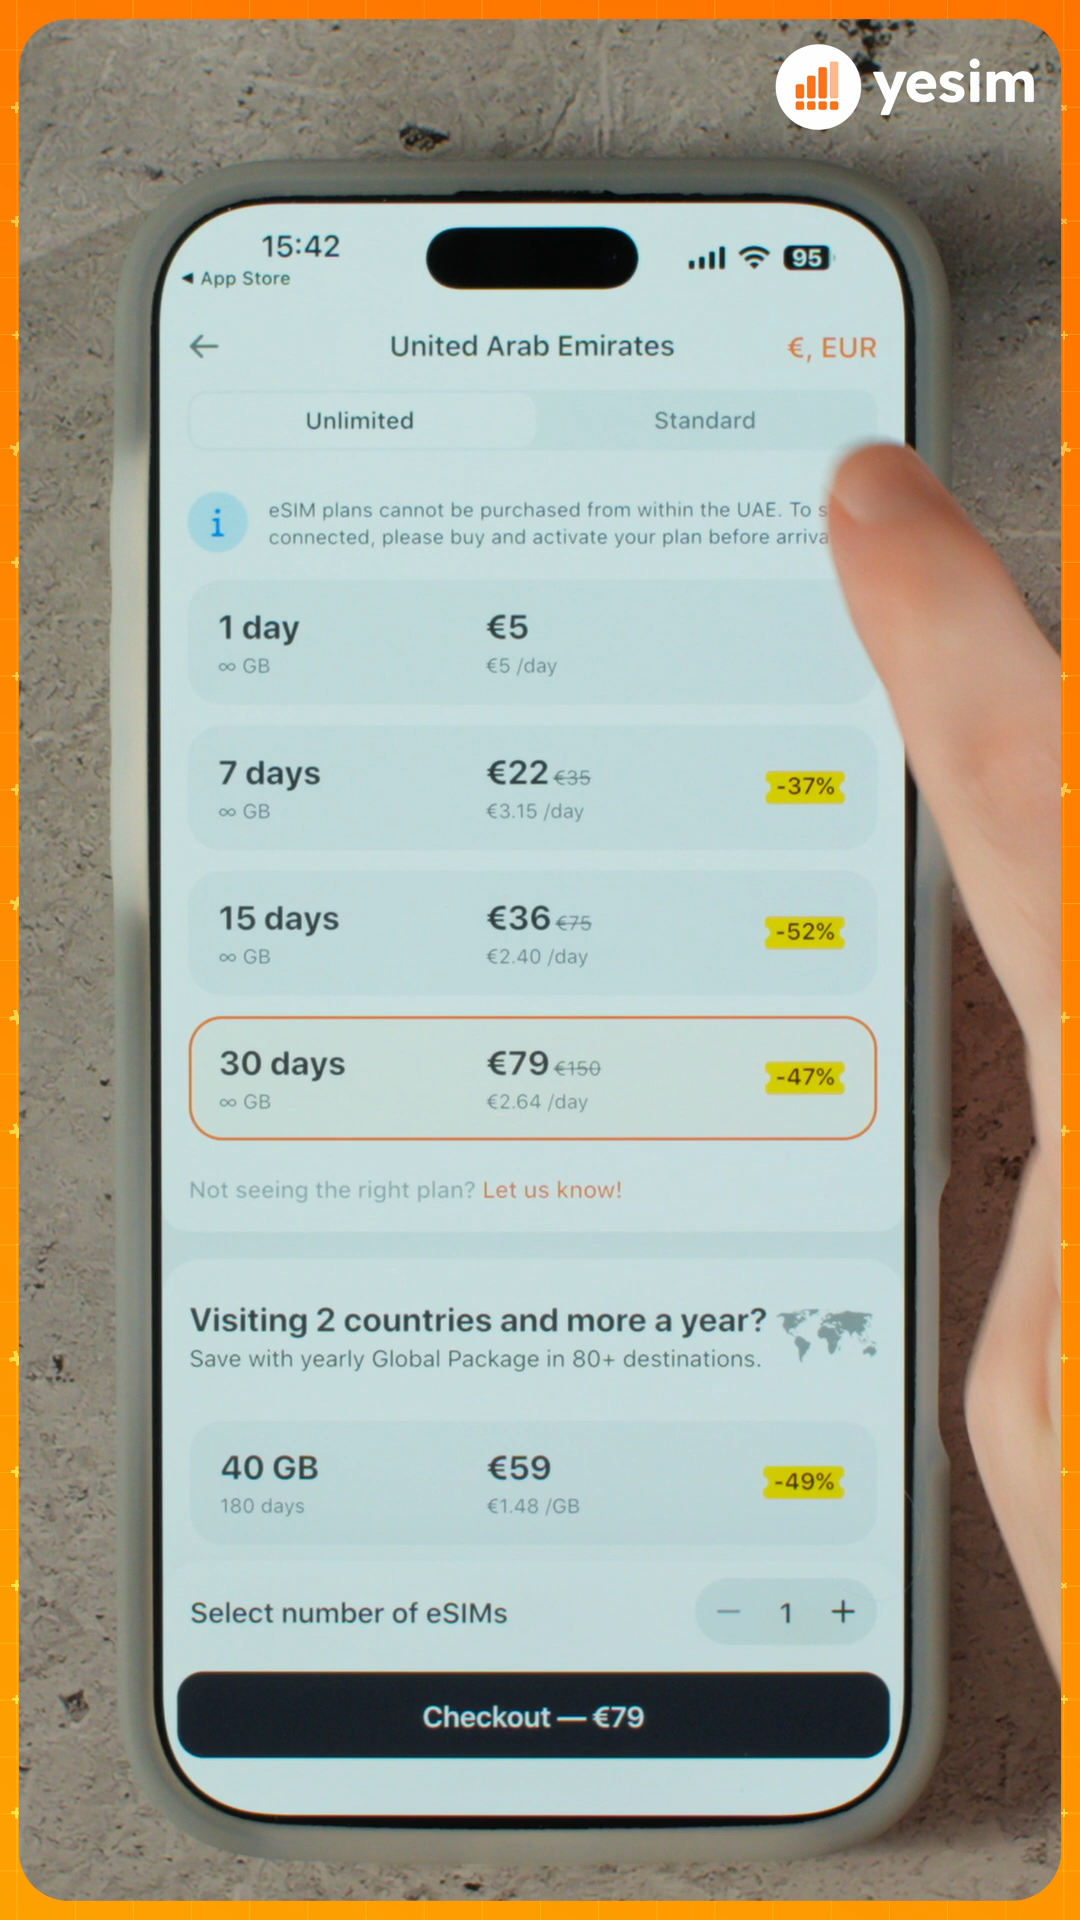 yesim
15:42
◀ App Store
95
United Arab Emirates
€, EUR
Unlimited
Standard
i
eSIM plans cannot be purchased from within the UAE. To
connected, please buy and activate your plan before
1 day
€5
∞ GB
€5 /day
7 days
€22 €35
-37%
∞ GB
€3.15 /day
15 days
€36 €75
-52%
∞ GB
€2.40 /day
30 days
€79 €150
-47%
∞ GB
€2.64 /day
Not seeing the right plan? Let us know!
Visiting 2 countries and more a year?
Save with yearly Global Package in 80+ destinations.
40 GB
€59
-49%
180 days
€1.48 /GB
Select number of eSIMs
− 1 +
Checkout — €79